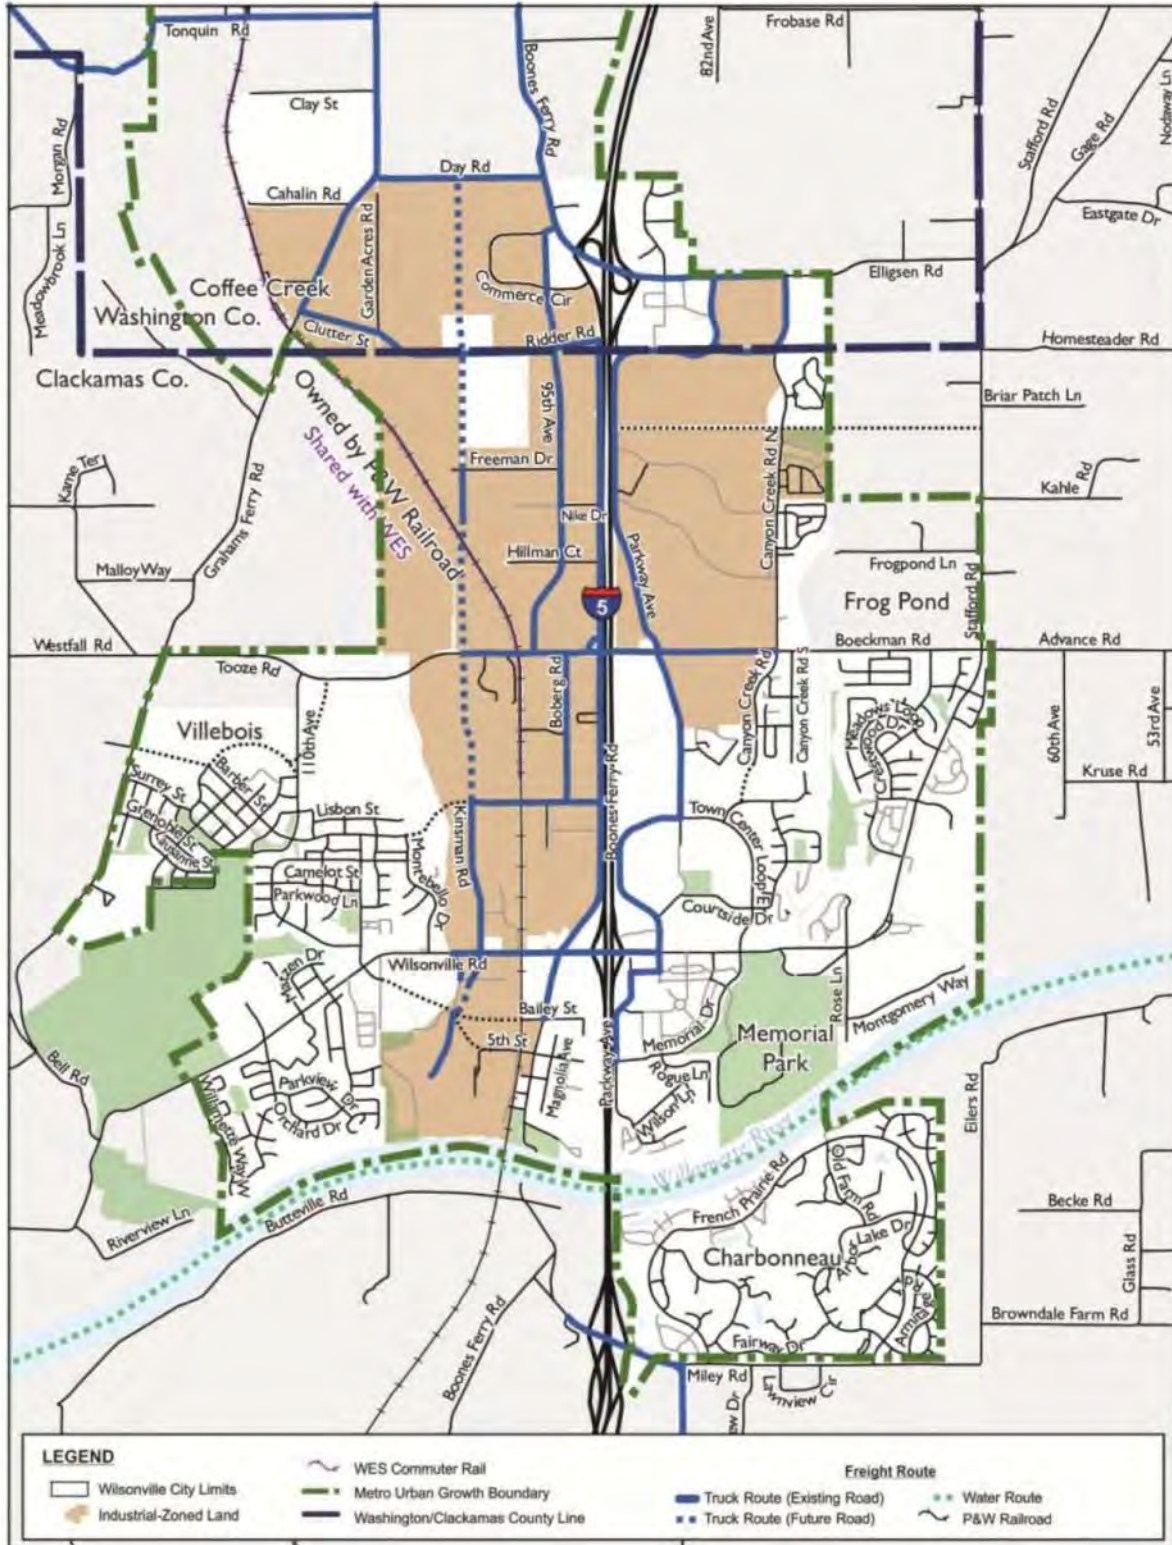 Tonquin Rd
Boones Ferry Rd
82nd Ave
Frobase Rd
Nodaway Ln
Clay St
Stafford Rd
Gage Rd
Morgan Rd
Day Rd
Cahalin Rd
Eastgate Dr
Meadowbrook Ln
Garden Acres Rd
Elligsen Rd
Coffee Creek
Commerce Cir
Washington Co.
Clutter St
Ridder Rd
Homesteader Rd
Clackamas Co.
Owned by P&W Railroad
Shared with WES
95th Ave
Briar Patch Ln
Canyon Creek Rd N
Freeman Dr
Kame Ter
Kahle Rd
Grahams Ferry Rd
Nike Dr
Parkway Ave
Hillman Ct
Frogpond Ln
Malloy Way
5
Frog Pond
Stafford Rd
Westfall Rd
Boeckman Rd
Advance Rd
Tooze Rd
Boberg Rd
Canyon Creek Rd
Canyon Creek Rd S
110th Ave
Villebois
Meadows Loop
Crestwood Dr
60th Ave
53rd Ave
Boones Ferry Rd
Kruse Rd
Barber St
Surrey St
Grenoble St
Lausanne St
Lisbon St
Kinsman Rd
Town Center Loop E
Camelot St
Montebello Dr
Parkwood Ln
Courtside Dr
Wilsonville Rd
Rose Ln
Montgomery Way
Bailey St
Memorial Dr
Memorial
Park
5th St
Magnolia Ave
Parkway Ave
Rogue Ln
Wilson Ln
Bell Rd
Parkview Dr
Orchard Dr
Eilers Rd
Willamette Way W
Willamette River
Butteville Rd
French Prairie Rd
Old Farm Rd
Becke Rd
Riverview Ln
Arbor Lake Dr
Charbonneau
Glass Rd
Armitage Rd
Browndale Farm Rd
Boones Ferry Rd
Fairway Dr
Miley Rd
Lawnview Cir
ew Dr
LEGEND
Wilsonville City Limits
Industrial-Zoned Land
WES Commuter Rail
Metro Urban Growth Boundary
Washington/Clackamas County Line
Freight Route
Truck Route (Existing Road)
Truck Route (Future Road)
Water Route
P&W Railroad